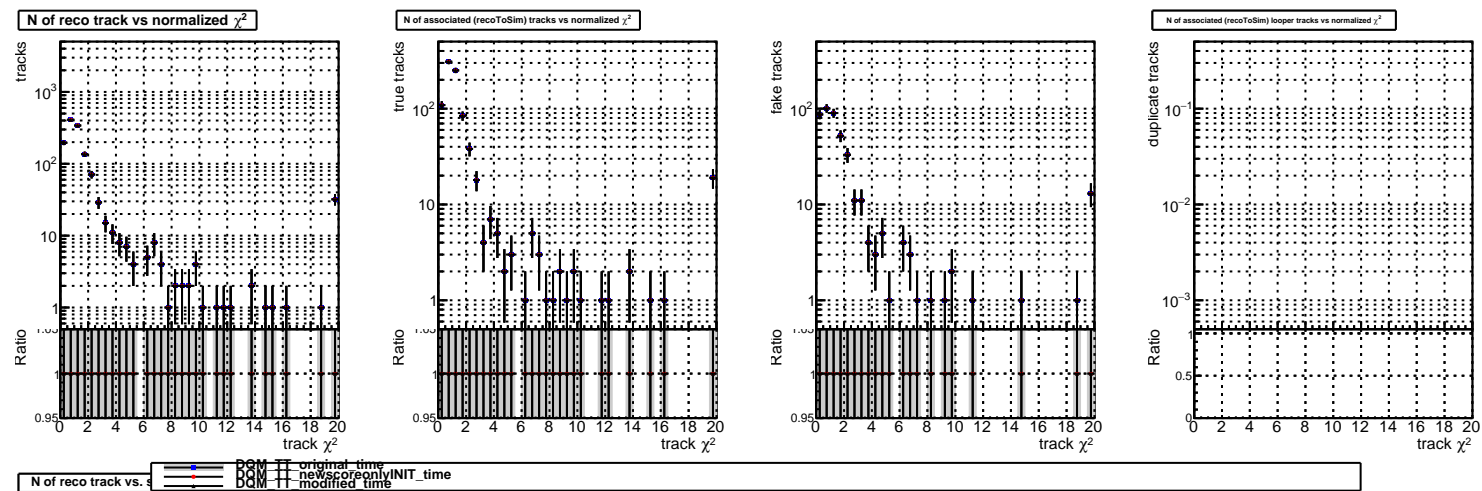 N of reco track vs normalized χ²
tracks
10³
10²
10
1
1.05
Ratio
1
0.95
0 2 4 6 8 10 12 14 16 18 20
track χ²
N of associated (recoToSim) tracks vs normalized χ²
true tracks
10²
10
1
1.05
Ratio
1
0.95
0 2 4 6 8 10 12 14 16 18 20
track χ²
fake tracks
10²
10
1
1.05
Ratio
1
0.95
0 2 4 6 8 10 12 14 16 18 20
track χ²
N of associated (recoToSim) looper tracks vs normalized χ²
duplicate tracks
10⁻¹
10⁻²
10⁻³
Ratio
1
0.5
0
0 2 4 6 8 10 12 14 16 18 20
track χ²
N of reco track vs. s
DQM_TT_original_time
DQM_TT_newscoreonlyINIT_time
DQM_TT_modified_time